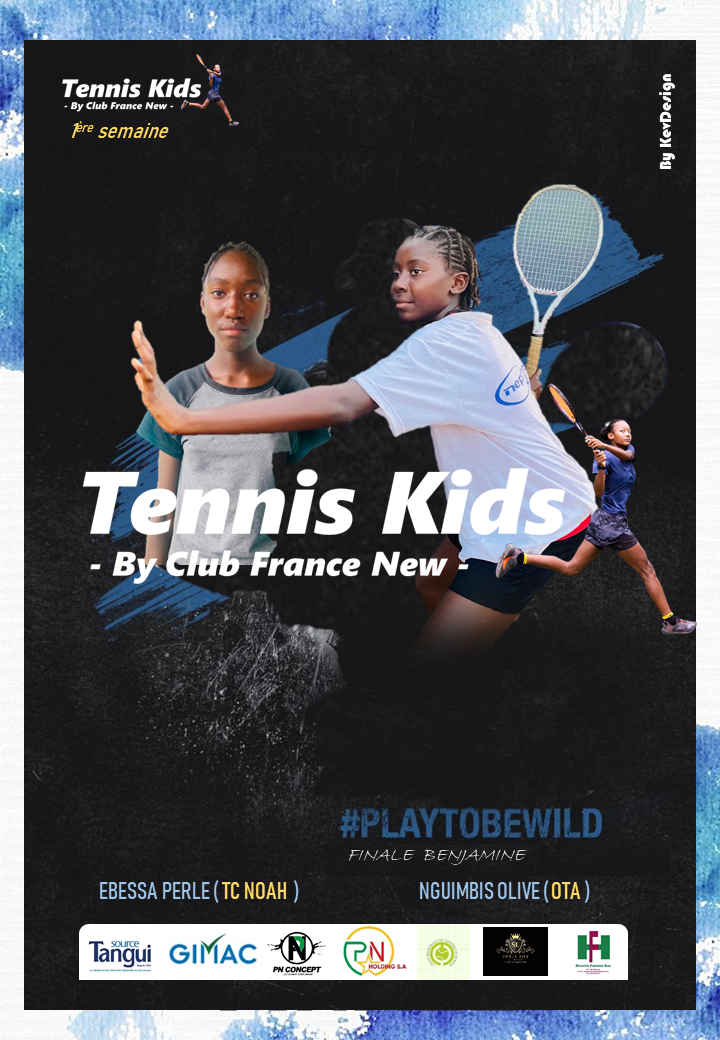 Tennis Kids
- By Club France New -
1ère semaine
By KevDesign
nep
Tennis Kids
- By Club France New -
#PLAYTOBEWILD
FINALE BENJAMINE
EBESSA PERLE ( TC NOAH )
NGUIMBIS OLIVE ( OTA )
source
Tangui
GIMAC
PN CONCEPT
PN
HOLDING S.A